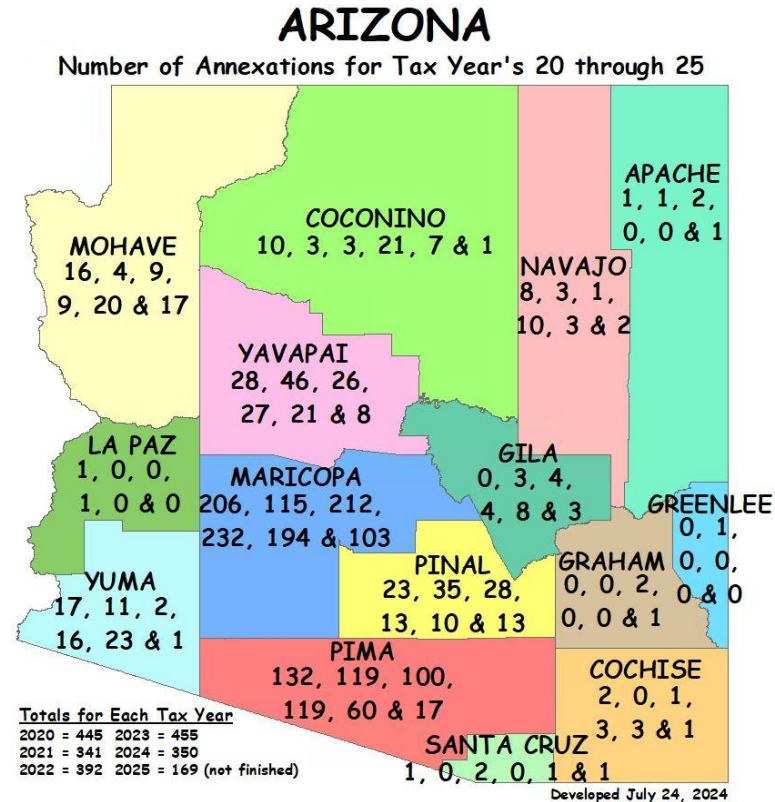 ARIZONA
Number of Annexations for Tax Year's 20 through 25
APACHE
1, 1, 2,
0, 0 & 1
COCONINO
10, 3, 3, 21, 7 & 1
MOHAVE
16, 4, 9,
9, 20 & 17
NAVAJO
8, 3, 1,
10, 3 & 2
YAVAPAI
28, 46, 26,
27, 21 & 8
LA PAZ
1, 0, 0,
1, 0 & 0
MARICOPA
206, 115, 212,
232, 194 & 103
GILA
0, 3, 4,
4, 8 & 3
GREENLEE
0, 1,
0, 0,
0 & 0
YUMA
17, 11, 2,
16, 23 & 1
PINAL
23, 35, 28,
13, 10 & 13
GRAHAM
0, 0, 2,
0, 0 & 1
PIMA
132, 119, 100,
119, 60 & 17
COCHISE
2, 0, 1,
3, 3 & 1
SANTA CRUZ
1, 0, 2, 0, 1 & 1
Totals for Each Tax Year
2020 = 445 2023 = 455
2021 = 341 2024 = 350
2022 = 392 2025 = 169 (not finished)
Developed July 24, 2024